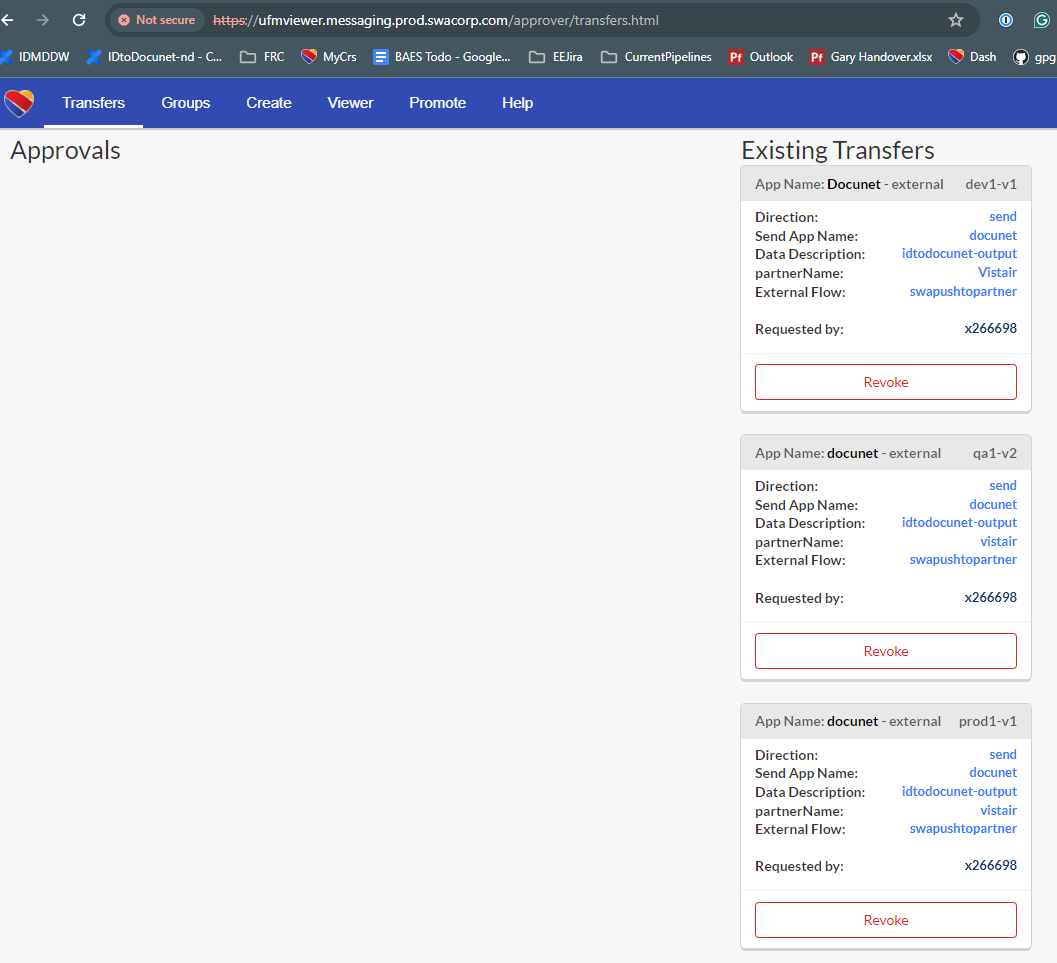 Not secure https://ufmviewer.messaging.prod.swacorp.com/approver/transfers.html
IDMDDW IDtoDocunet-nd - C... FRC MyCrs BAES Todo - Google... EEJira CurrentPipelines Pf Outlook Pf Gary Handover.xlsx Dash gpg
Transfers Groups Create Viewer Promote Help
Approvals
Existing Transfers
App Name: Docunet - external dev1-v1
Direction: send
Send App Name: docunet
Data Description: idtodocunet-output
partnerName: Vistair
External Flow: swapushtopartner
Requested by: x266698
Revoke
App Name: docunet - external qa1-v2
Direction: send
Send App Name: docunet
Data Description: idtodocunet-output
partnerName: vistair
External Flow: swapushtopartner
Requested by: x266698
Revoke
App Name: docunet - external prod1-v1
Direction: send
Send App Name: docunet
Data Description: idtodocunet-output
partnerName: vistair
External Flow: swapushtopartner
Requested by: x266698
Revoke